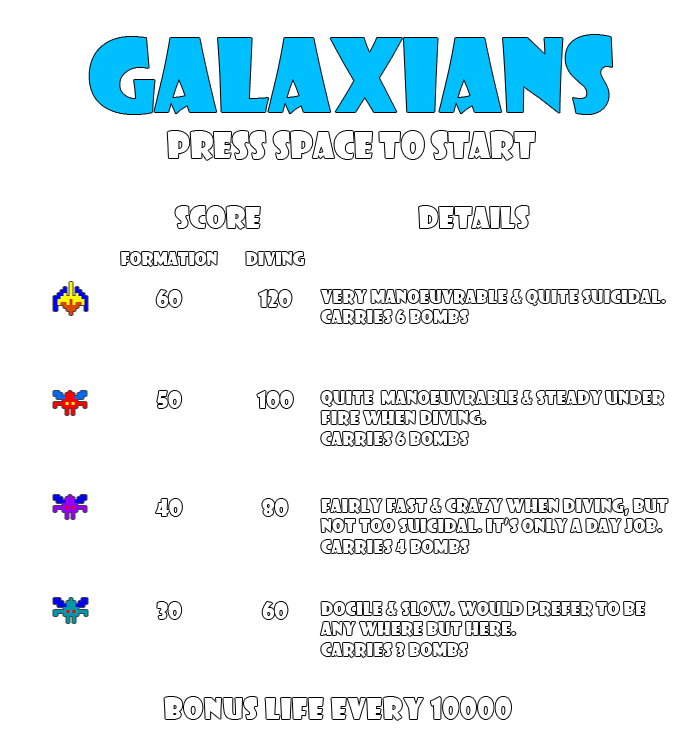 GALAXIANS
PRESS SPACE TO START
SCORE DETAILS
FORMATION DIVING
60 120 VERY MANOEUVRABLE & QUITE SUICIDAL.
CARRIES 6 BOMBS
50 100 QUITE MANOEUVRABLE & STEADY UNDER
FIRE WHEN DIVING.
CARRIES 6 BOMBS
40 80 FAIRLY FAST & CRAZY WHEN DIVING, BUT
NOT TOO SUICIDAL. IT'S ONLY A DAY JOB.
CARRIES 4 BOMBS
30 60 DOCILE & SLOW. WOULD PREFER TO BE
ANY WHERE BUT HERE.
CARRIES 3 BOMBS
BONUS LIFE EVERY 10000